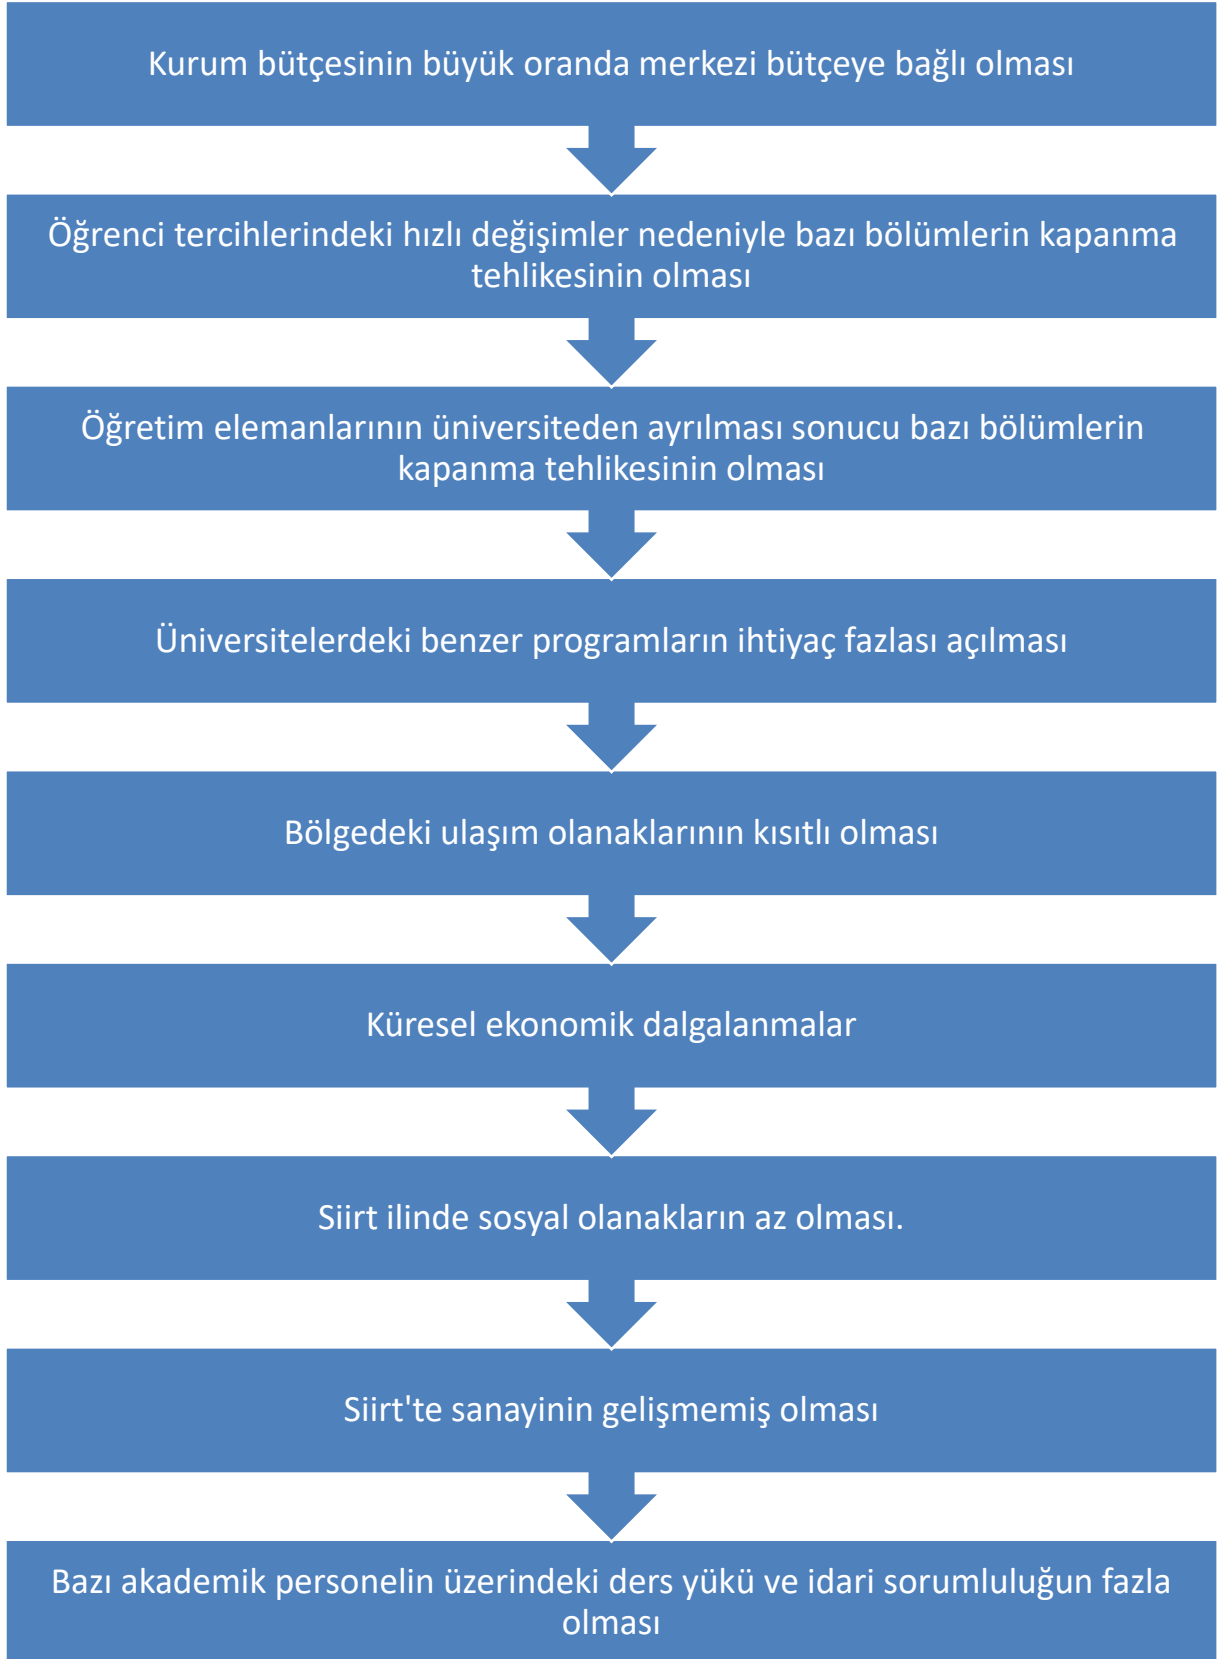 Kurum bütçesinin büyük oranda merkezi bütçeye bağlı olması
Öğrenci tercihlerindeki hızlı değişimler nedeniyle bazı bölümlerin kapanma
tehlikesinin olması
Öğretim elemanlarının üniversiteden ayrılması sonucu bazı bölümlerin
kapanma tehlikesinin olması
Üniversitelerdeki benzer programların ihtiyaç fazlası açılması
Bölgedeki ulaşım olanaklarının kısıtlı olması
Küresel ekonomik dalgalanmalar
Siirt ilinde sosyal olanakların az olması.
Siirt'te sanayinin gelişmemiş olması
Bazı akademik personelin üzerindeki ders yükü ve idari sorumluluğun fazla
olması